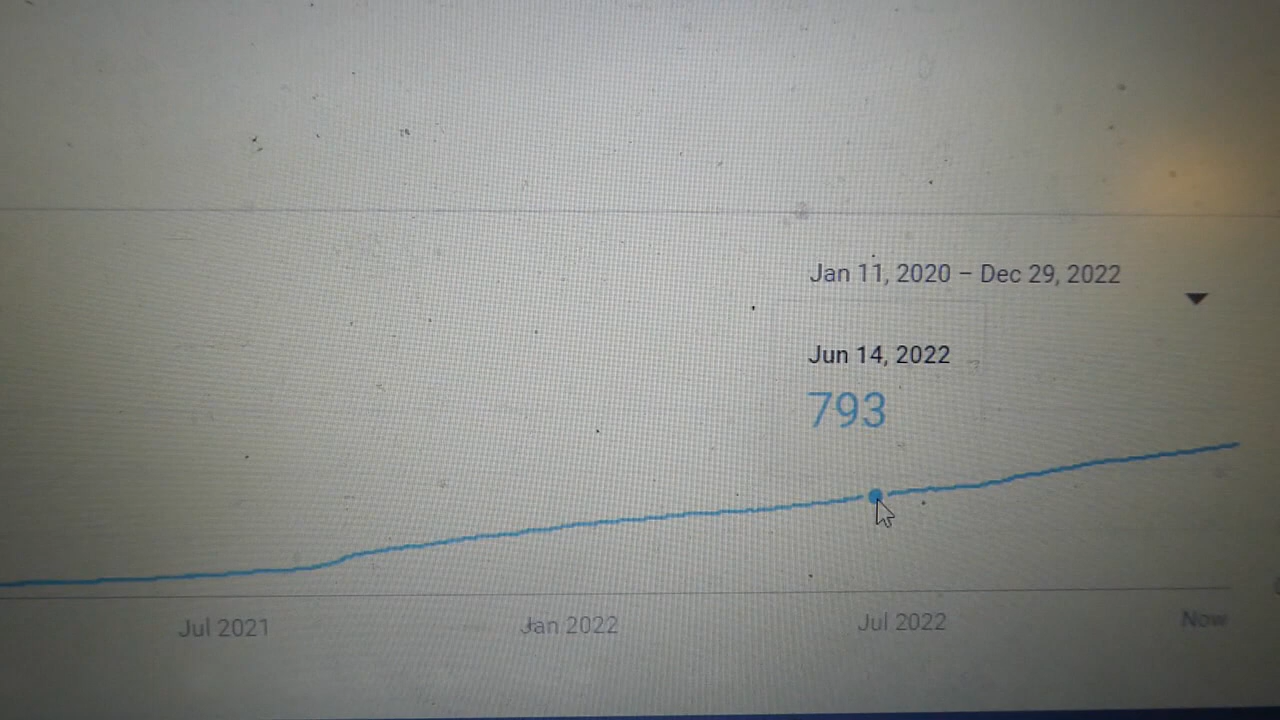 Jan 11, 2020 – Dec 29, 2022
Jun 14, 2022
793
Jul 2021
Jan 2022
Jul 2022
Now